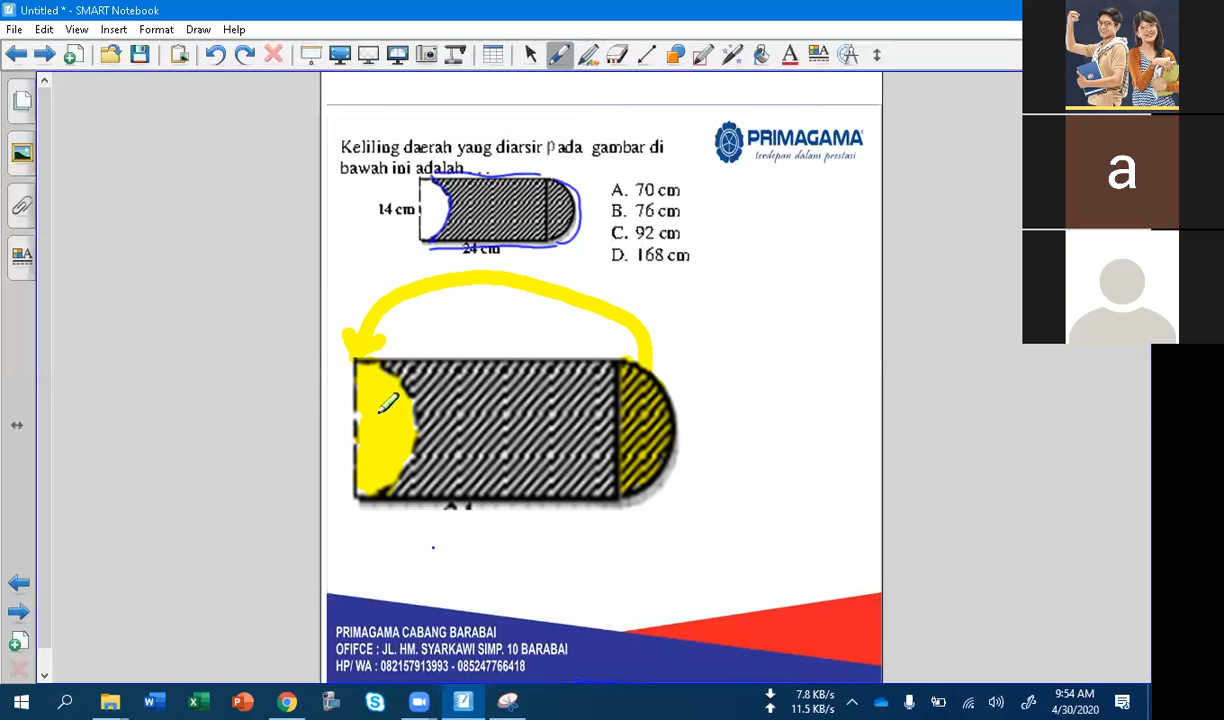 Untitled * - SMART Notebook
File Edit View Insert Format Draw Help
PRIMAGAMA
terdepan dalam prestasi
Keliling daerah yang diarsir pada gambar di
bawah ini adalah . . .
14 cm
24 cm
A. 70 cm
B. 76 cm
C. 92 cm
D. 168 cm
a
PRIMAGAMA CABANG BARABAI
OFIFCE : JL. HM. SYARKAWI SIMP. 10 BARABAI
HP/ WA : 082157913993 - 085247766418
7.8 KB/s
11.5 KB/s
9:54 AM
4/30/2020